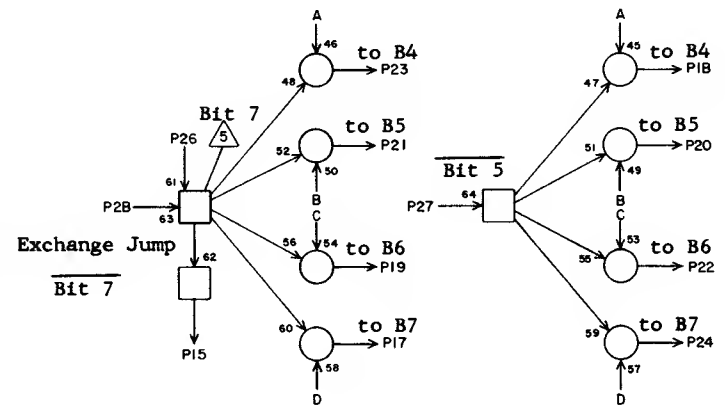 A
46
to B4
48
P23
Bit 7
5
P26
to B5
52
P21
50
61
P2B
63
B
C
Exchange Jump
62
56
54
to B6
P19
Bit 7
60
to B7
P17
58
P15
D
A
45
to B4
47
P1B
to B5
51
P20
49
Bit 5
64
P27
B
C
53
to B6
55
P22
59
to B7
P24
57
D